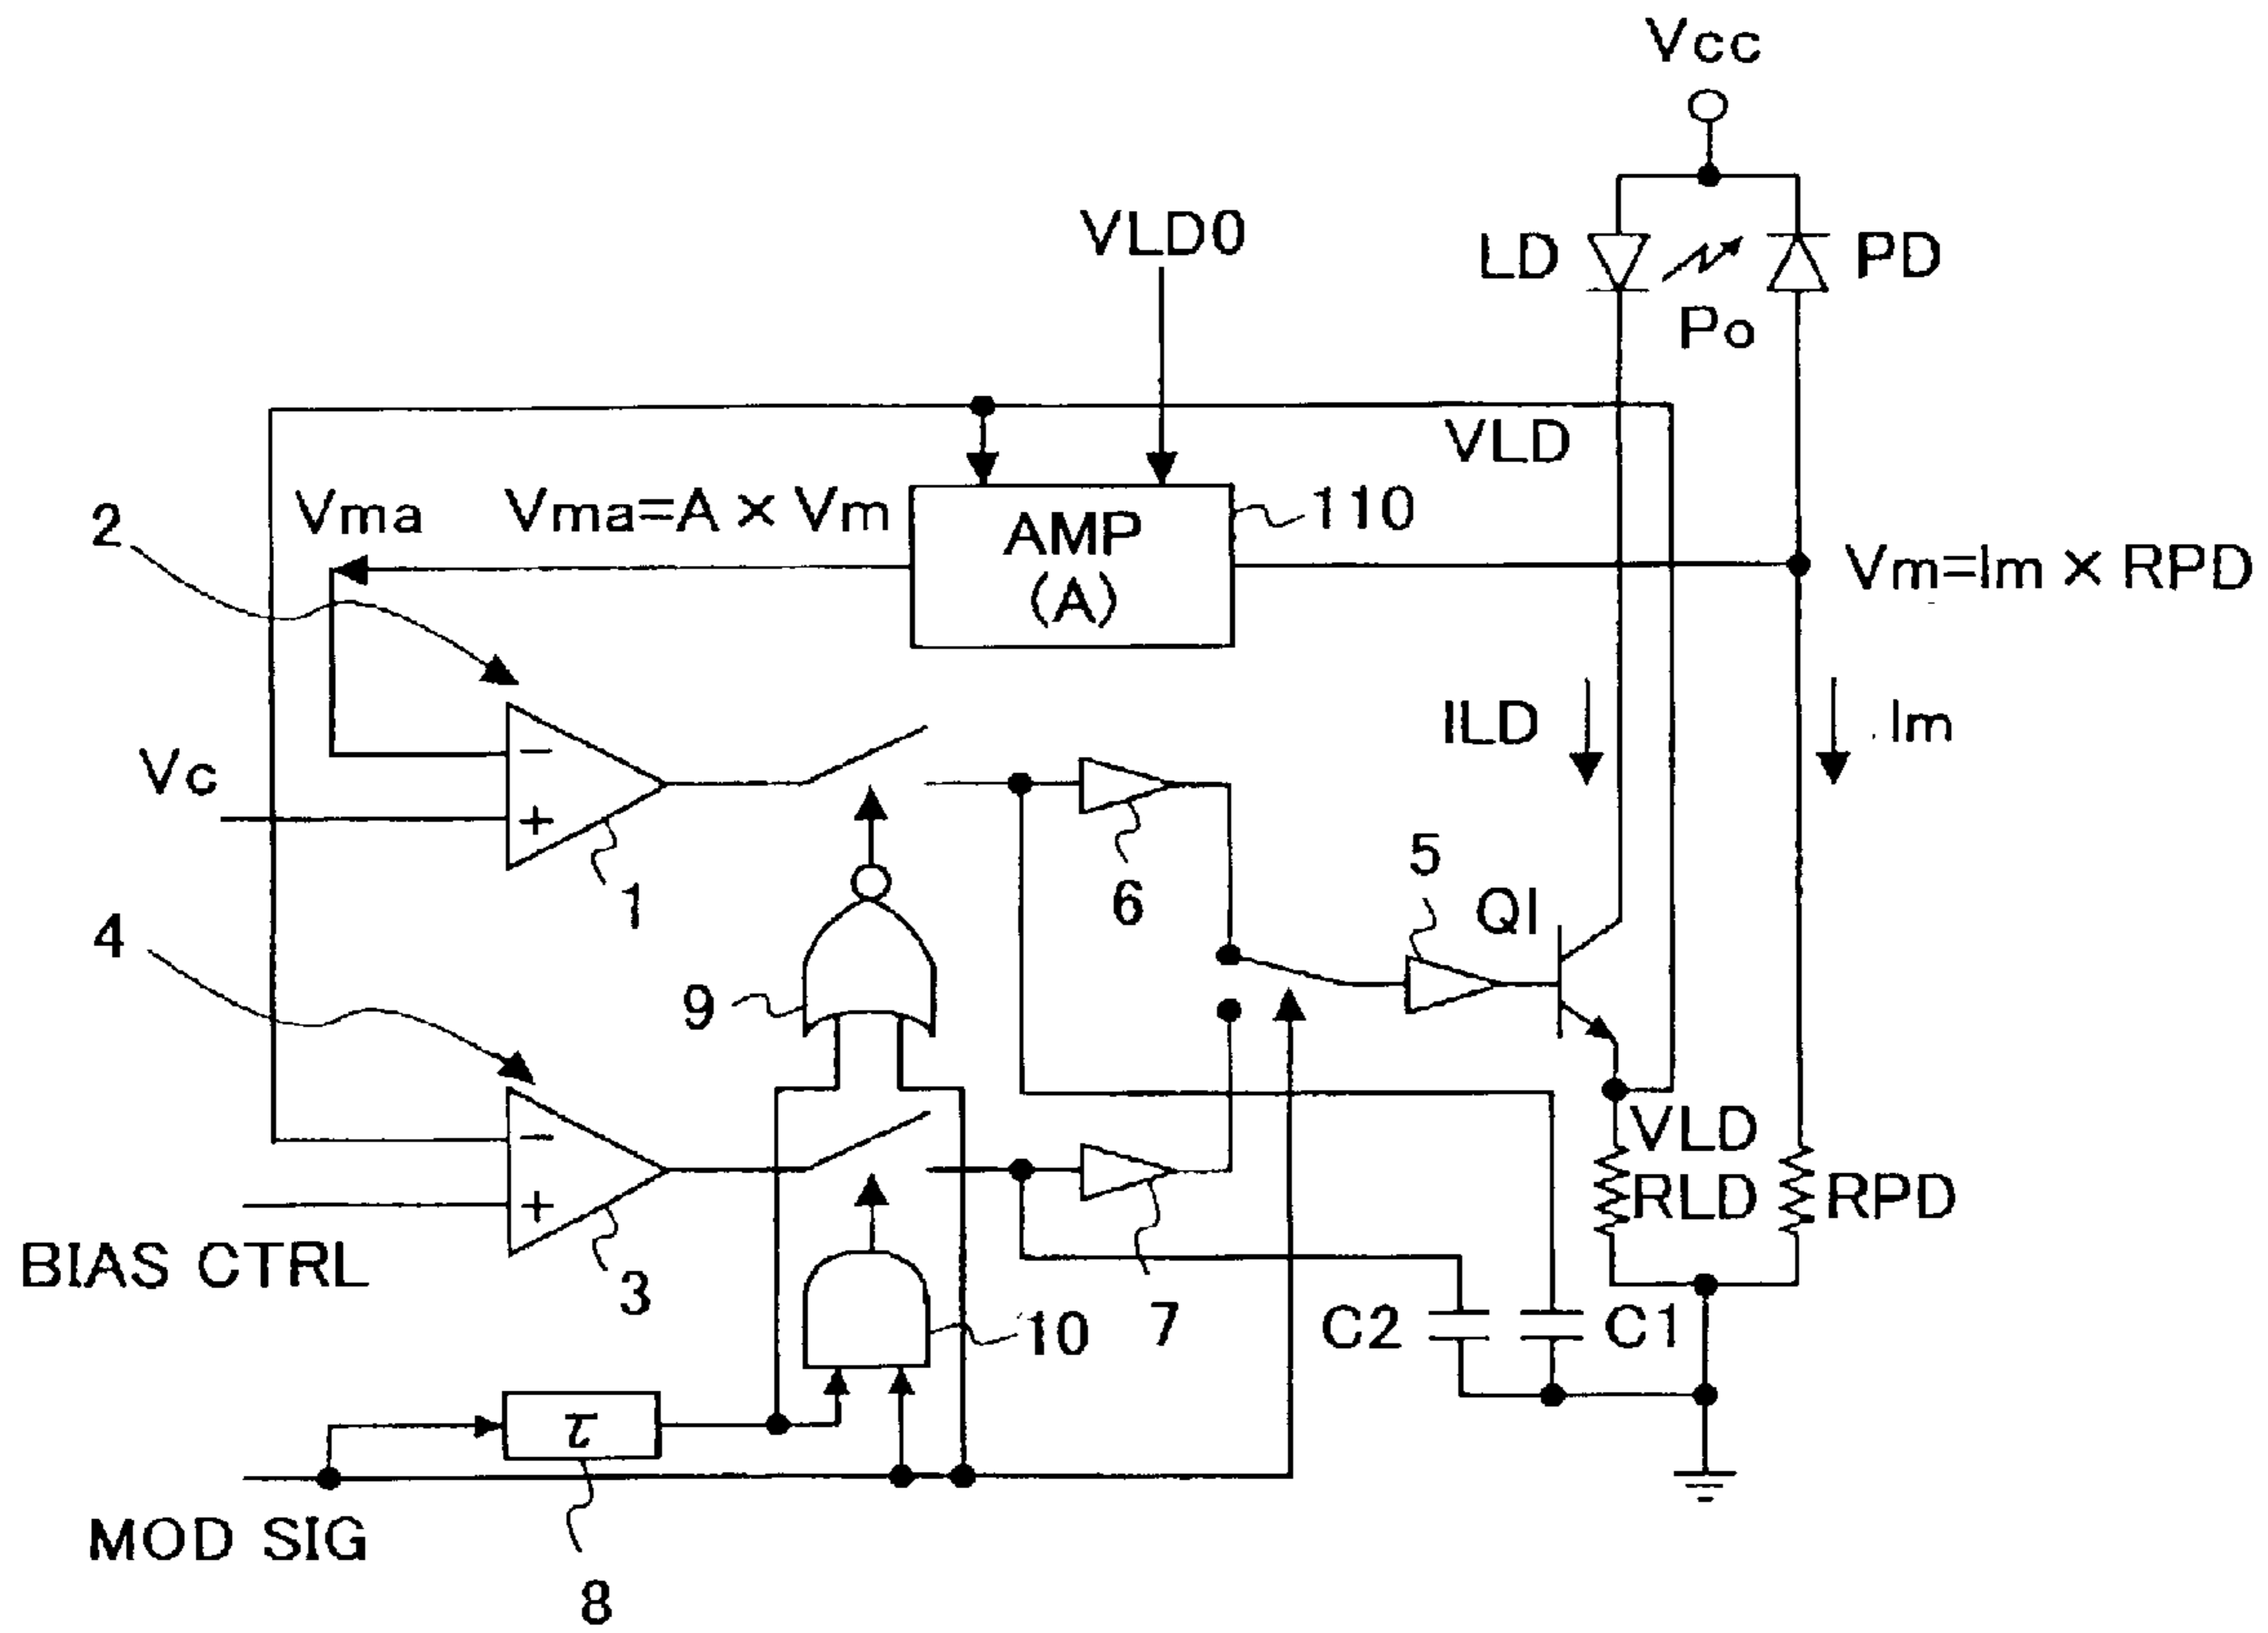 Vcc
VLD0
LD
PD
Po
VLD
2
Vma
Vma=A × Vm
AMP
(A)
110
Vm=Im × RPD
ILD
Im
Vc
−
+
1
6
5
QI
4
9
VLD
RLD
RPD
−
+
BIAS CTRL
3
10
7
C2
C1
MOD SIG
8